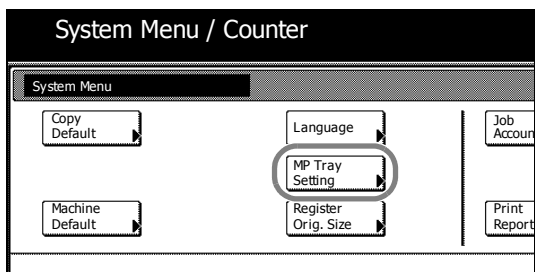 System Menu / Counter
System Menu
Copy
Default
Language
Job
Accoun
MP Tray
Setting
Machine
Default
Register
Orig. Size
Print
Report